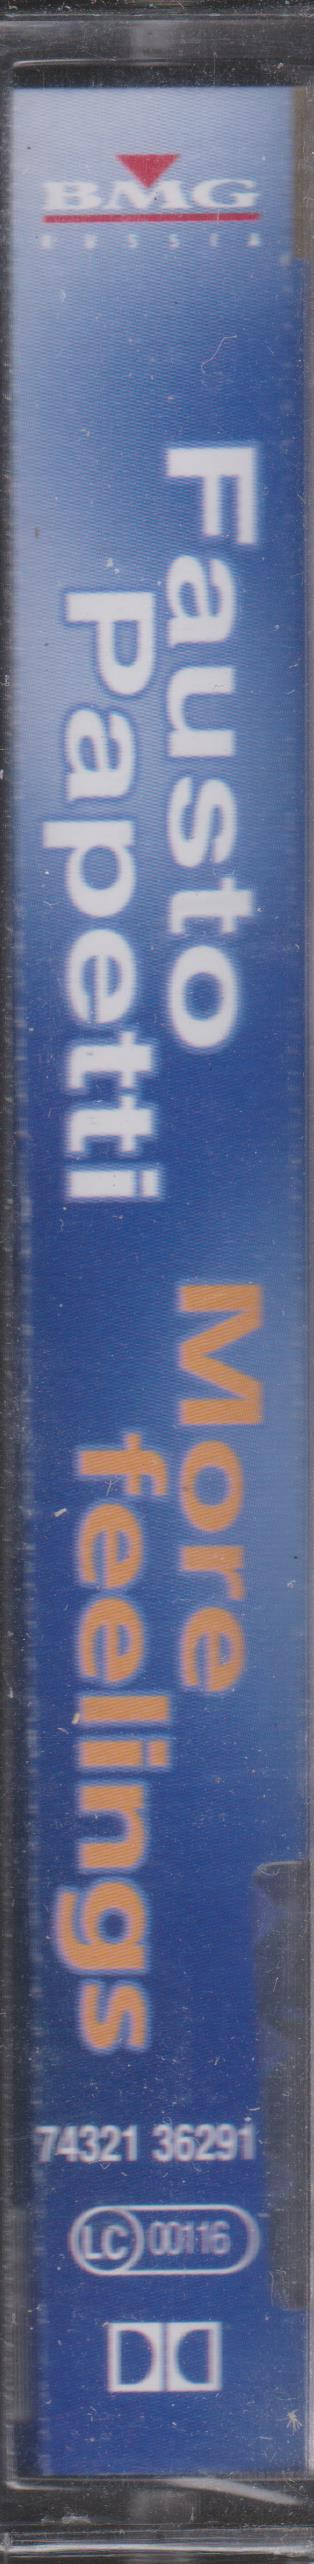 BMG
RUSSIA
Fausto
Papetti
More
feelings
74321 36291
LC 00116